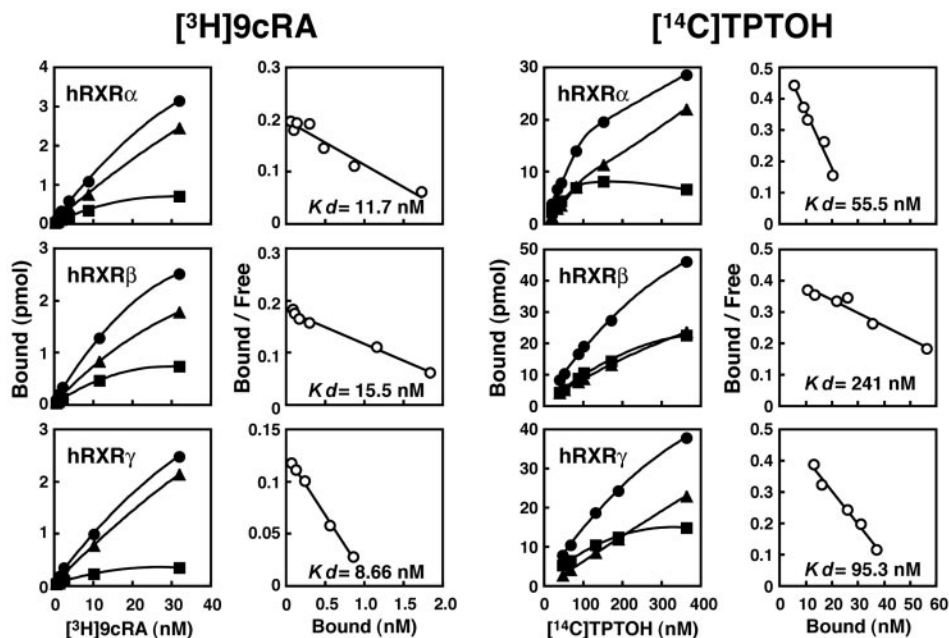 [³H]9cRA
[¹⁴C]TPTOH
4
3
2
1
0
hRXRα
0.3
0.2
0.1
0
Kd= 11.7 nM
30
20
10
0
hRXRα
0.5
0.4
0.3
0.2
0.1
0
Kd= 55.5 nM
Bound (pmol)
3
2
1
0
hRXRβ
Bound / Free
0.3
0.2
0.1
0
Kd= 15.5 nM
Bound (pmol)
50
40
30
20
10
0
hRXRβ
Bound / Free
0.5
0.4
0.3
0.2
0.1
0
Kd = 241 nM
3
2
1
0
hRXRγ
0 10 20 30 40
[³H]9cRA (nM)
0.15
0.1
0.05
0
Kd= 8.66 nM
0 0.5 1.0 1.5 2.0
Bound (nM)
40
30
20
10
0
hRXRγ
0 100 200 300 400
[¹⁴C]TPTOH (nM)
0.5
0.4
0.3
0.2
0.1
0
Kd= 95.3 nM
0 10 20 30 40 50 60
Bound (nM)